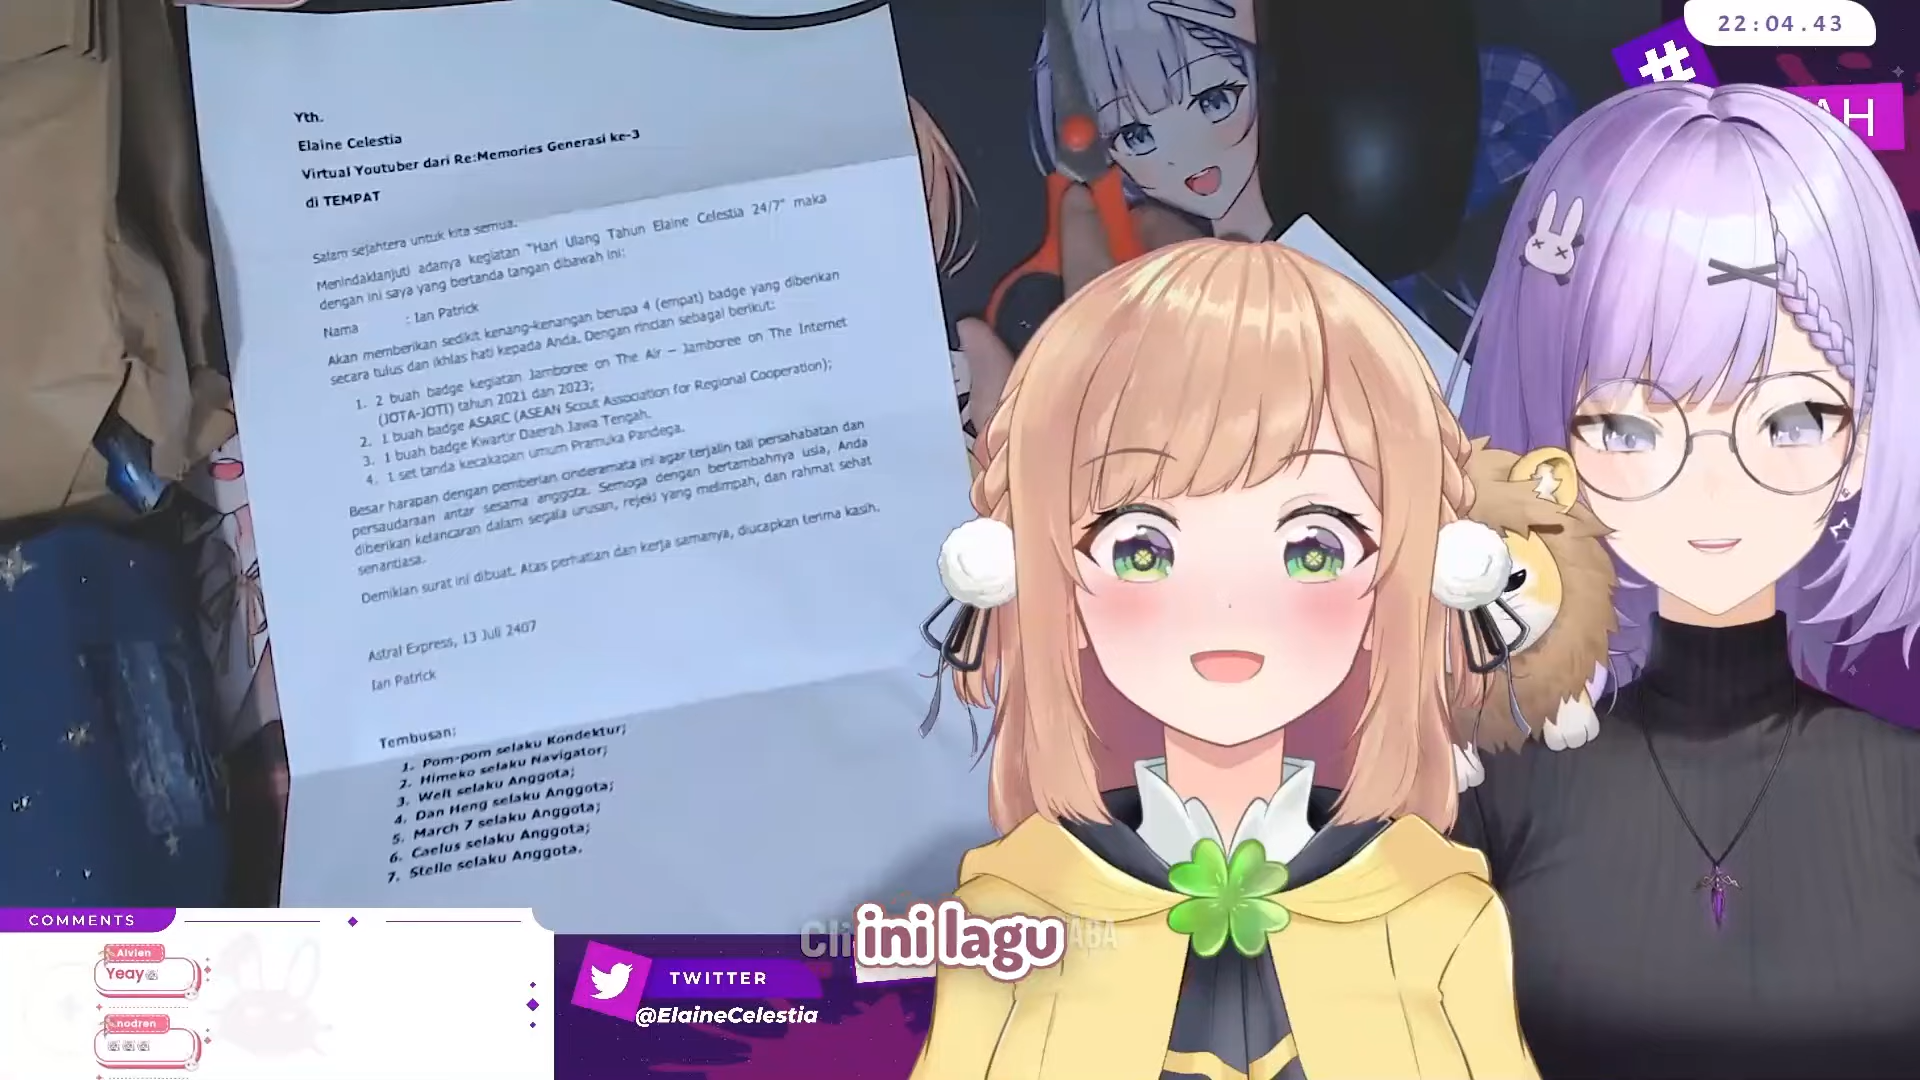 22:04.43
#
AH
Yth.
Elaine Celestia
Virtual Youtuber dari Re:Memories Generasi ke-3
di TEMPAT
Salam sejahtera untuk kita semua.
Menindaklanjuti adanya kegiatan "Hari Ulang Tahun Elaine Celestia 24/7" maka
dengan ini saya yang bertanda tangan dibawah ini:
Nama : Ian Patrick
Akan memberikan sedikit kenang-kenangan berupa 4 (empat) badge yang diberikan
secara tulus dan ikhlas hati kepada Anda. Dengan rincian sebagai berikut:
1. 2 buah badge kegiatan Jamboree on The Air – Jamboree on The Internet
(JOTA-JOTI) tahun 2021 dan 2023;
2. 1 buah badge ASARC (ASEAN Scout Association for Regional Cooperation);
3. 1 buah badge Kwartir Daerah Jawa Tengah.
4. 1 set tanda kecakapan umum Pramuka Pandega.
Besar harapan dengan pemberian cinderamata ini agar terjalin tali persahabatan dan
persaudaraan antar sesama anggota. Semoga dengan bertambahnya usia, Anda
diberikan kelancaran dalam segala urusan, rejeki yang melimpah, dan rahmat sehat
senantiasa.
Demikian surat ini dibuat. Atas perhatian dan kerja samanya, diucapkan terima kasih.
Astral Express, 13 Juli 2407
Ian Patrick
Tembusan:
1. Pom-pom selaku Kondektur;
2. Himeko selaku Navigator;
3. Welt selaku Anggota;
4. Dan Heng selaku Anggota;
5. March 7 selaku Anggota;
6. Caelus selaku Anggota;
7. Stelle selaku Anggota.
COMMENTS
Alvien
Yeay
nodren
ini lagu
TWITTER
@ElaineCelestia